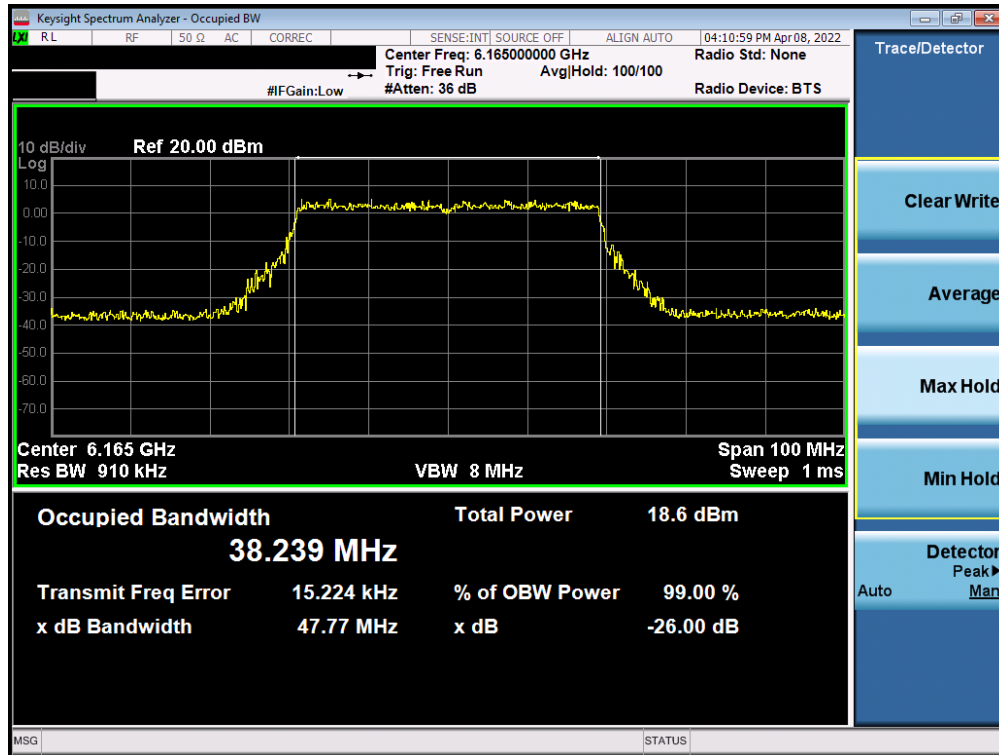 Keysight Spectrum Analyzer - Occupied BW
LXI RL RF 50 Ω AC CORREC SENSE:INT SOURCE OFF ALIGN AUTO 04:10:59 PM Apr 08, 2022
Center Freq: 6.165000000 GHz Radio Std: None
Trig: Free Run Avg|Hold: 100/100
#IFGain:Low #Atten: 36 dB Radio Device: BTS
Trace/Detector
10 dB/div Ref 20.00 dBm
Log
10.0
0.00
-10.0
-20.0
-30.0
-40.0
-50.0
-60.0
-70.0
Center 6.165 GHz Span 100 MHz
Res BW 910 kHz VBW 8 MHz Sweep 1 ms
Clear Write
Average
Max Hold
Min Hold
Detector
Peak▶
Auto Man
Occupied Bandwidth Total Power 18.6 dBm
38.239 MHz
Transmit Freq Error 15.224 kHz % of OBW Power 99.00 %
x dB Bandwidth 47.77 MHz x dB -26.00 dB
MSG STATUS